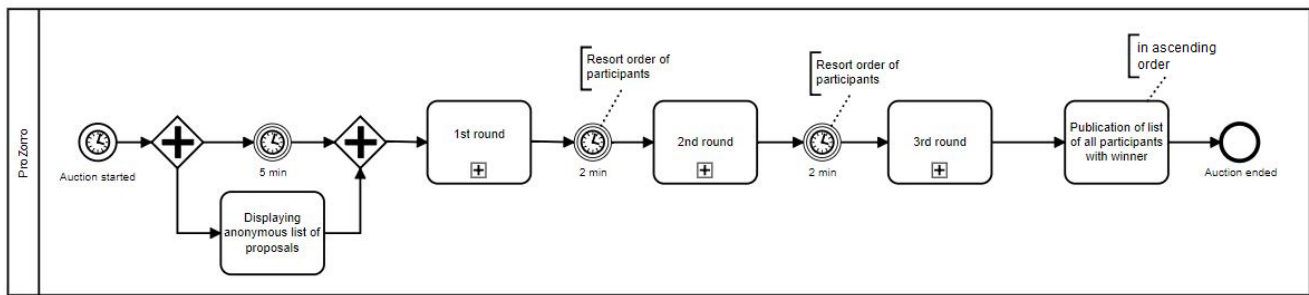 ProZorro
Auction started
5 min
Displaying
anonymous list of
proposals
1st round
Resort order of
participants
2 min
2nd round
Resort order of
participants
2 min
3rd round
in ascending
order
Publication of list
of all participants
with winner
Auction ended